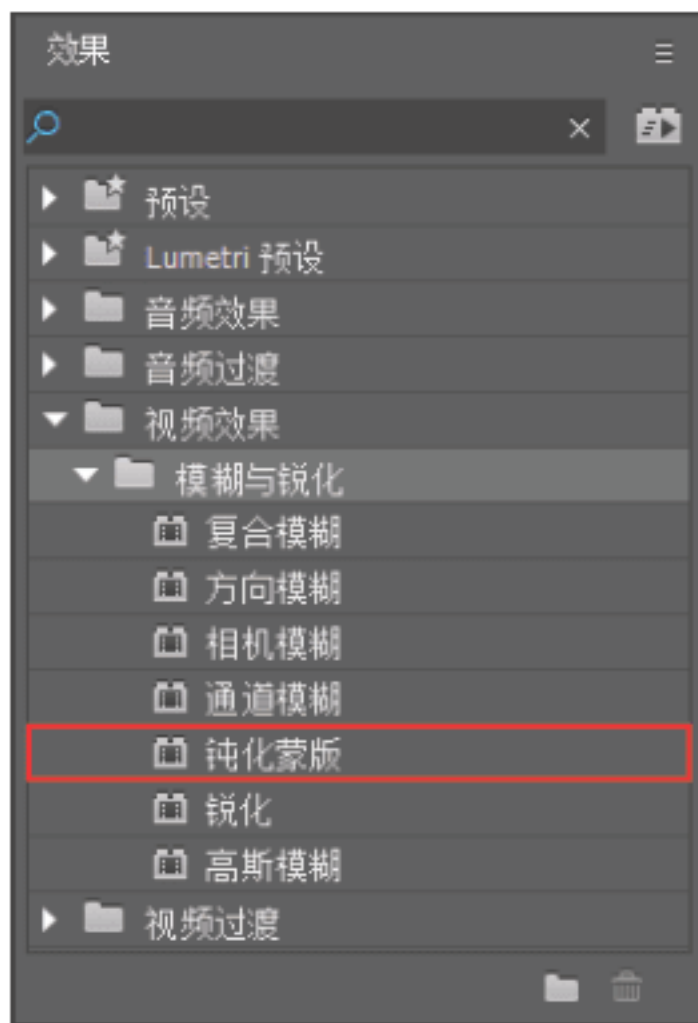 效果
预设
Lumetri 预设
音频效果
音频过渡
视频效果
模糊与锐化
复合模糊
方向模糊
相机模糊
通道模糊
钝化蒙版
锐化
高斯模糊
视频过渡